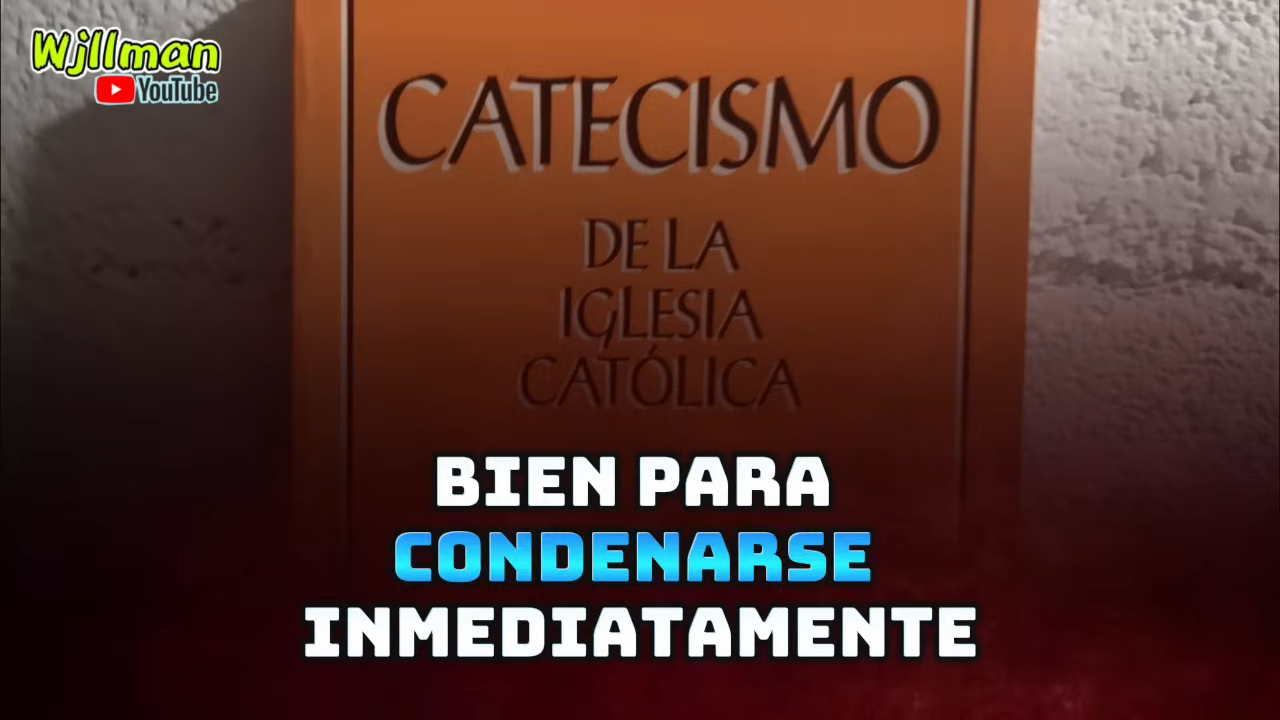 Wjllman
YouTube
CATECISMO
DE LA
IGLESIA
CATÓLICA
BIEN PARA
CONDENARSE
INMEDIATAMENTE